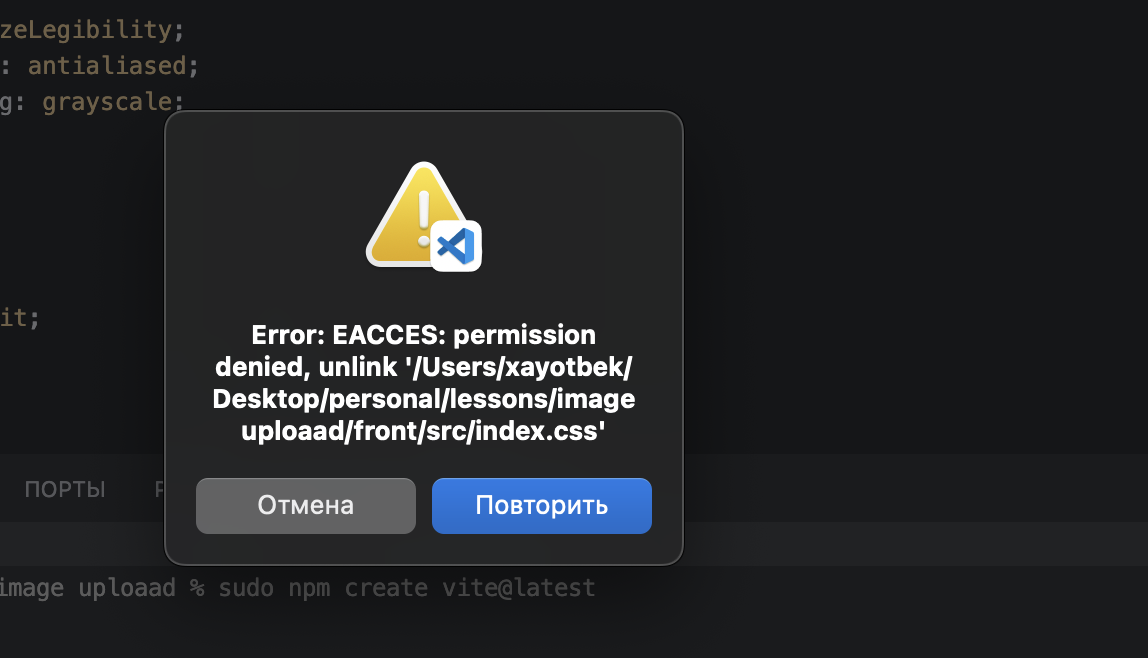 zeLegibility;
: antialiased;
g: grayscale;
it;
Error: EACCES: permission
denied, unlink '/Users/xayotbek/
Desktop/personal/lessons/image
uploaad/front/src/index.css'
Отмена
Повторить
ПОРТЫ
image uploaad % sudo npm create vite@latest